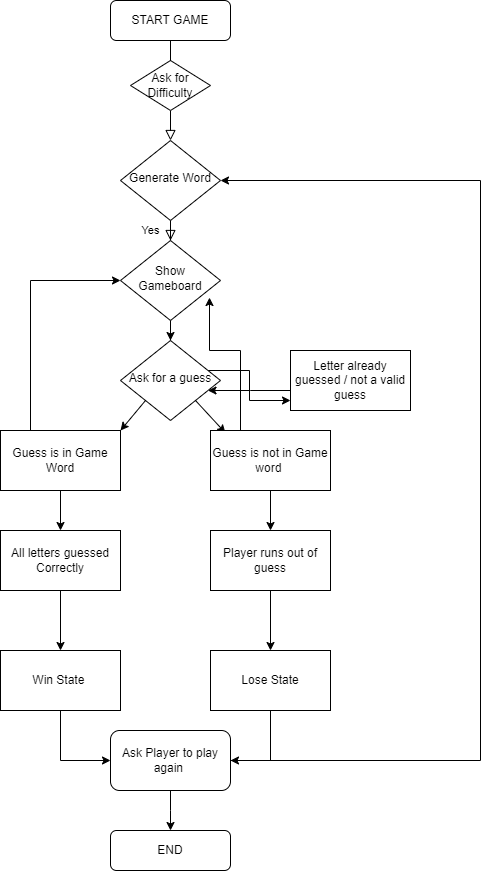 START GAME
Ask for
Difficulty
Generate Word
Yes
Show
Gameboard
Ask for a guess
Letter already
guessed / not a valid
guess
Guess is in Game
Word
Guess is not in Game
word
All letters guessed
Correctly
Player runs out of
guess
Win State
Lose State
Ask Player to play
again
END